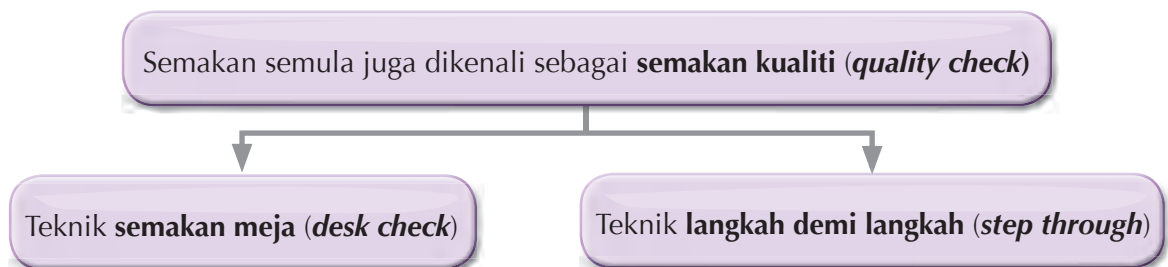 Semakan semula juga dikenali sebagai semakan kualiti (quality check)
Teknik semakan meja (desk check)
Teknik langkah demi langkah (step through)